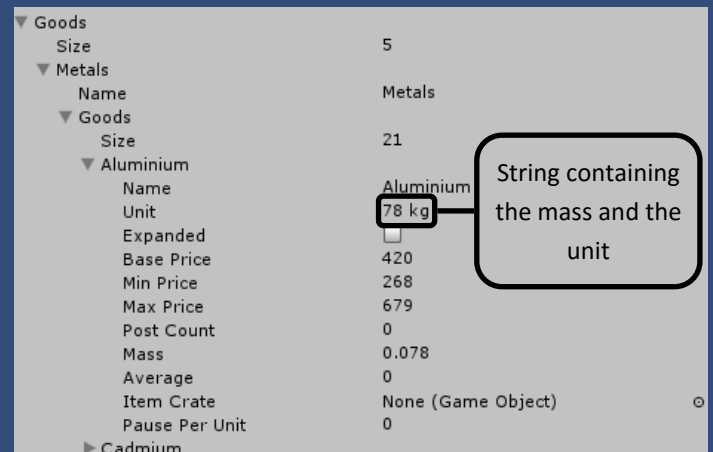 Goods
Size 5
Metals
Name Metals
Goods
Size 21
Aluminium
Name Aluminium
Unit 78 kg
Expanded
Base Price 420
Min Price 268
Max Price 679
Post Count 0
Mass 0.078
Average 0
Item Crate None (Game Object)
Pause Per Unit 0
Cadmium
String containing
the mass and the
unit